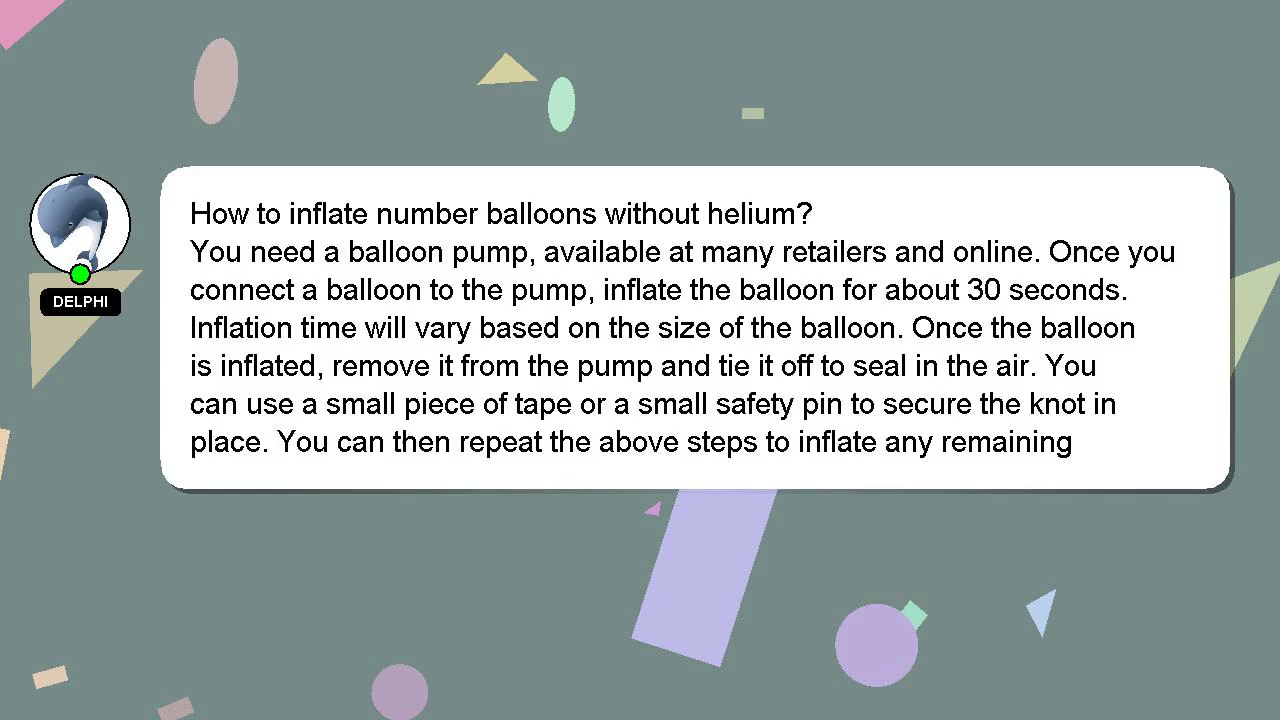 How to inflate number balloons without helium?
You need a balloon pump, available at many retailers and online. Once you
connect a balloon to the pump, inflate the balloon for about 30 seconds.
Inflation time will vary based on the size of the balloon. Once the balloon
is inflated, remove it from the pump and tie it off to seal in the air. You
can use a small piece of tape or a small safety pin to secure the knot in
place. You can then repeat the above steps to inflate any remaining
DELPHI